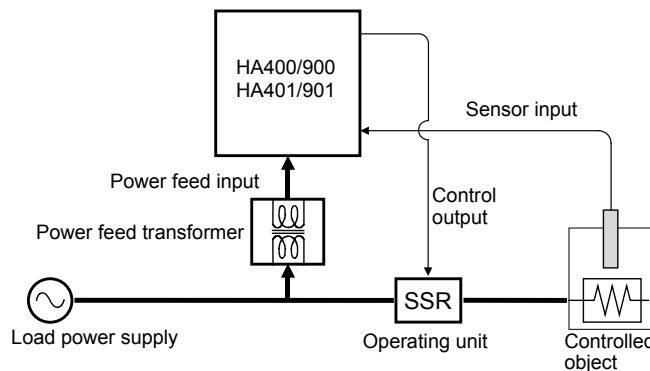 HA400/900
HA401/901
Sensor input
Power feed input
Control
output
Power feed transformer
SSR
Load power supply
Operating unit
Controlled
object